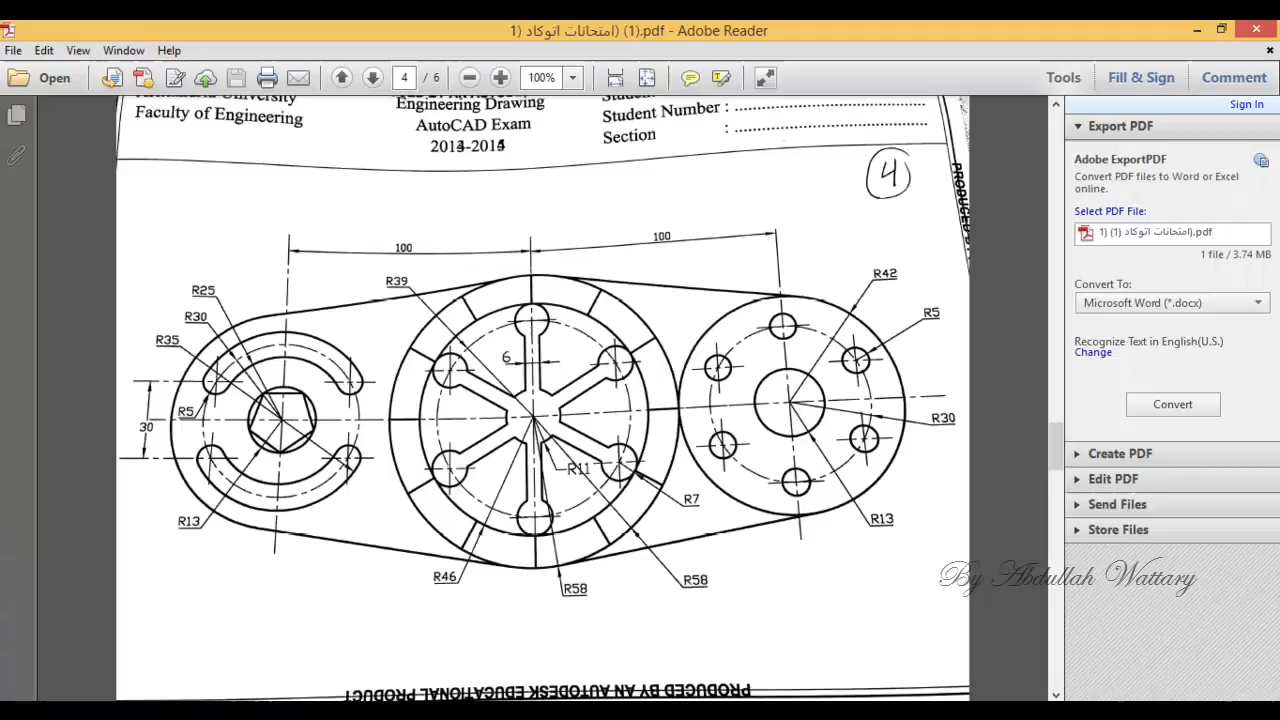 امتحانات اتوكاد (1) (1).pdf - Adobe Reader
File Edit View Window Help
Open 4 / 6 100% Tools Fill & Sign Comment
Sign In
University
Faculty of Engineering
Engineering Drawing
AutoCAD Exam
Student Number :
Section :
4
100
100
R39
R42
R25
R5
R30
R35
6
R5
30
R30
R11
R7
R13
R13
R46
R58
R58
PRODUCED BY AN AUTODESK EDUCATIONAL PRODUCT
Export PDF
Adobe ExportPDF
Convert PDF files to Word or Excel
online.
Select PDF File:
امتحانات اتوكاد (1) (1).pdf
1 file / 3.74 MB
Convert To:
Microsoft Word (*.docx)
Recognize Text in English(U.S.)
Change
Convert
Create PDF
Edit PDF
Send Files
Store Files
By Abdullah Wattary